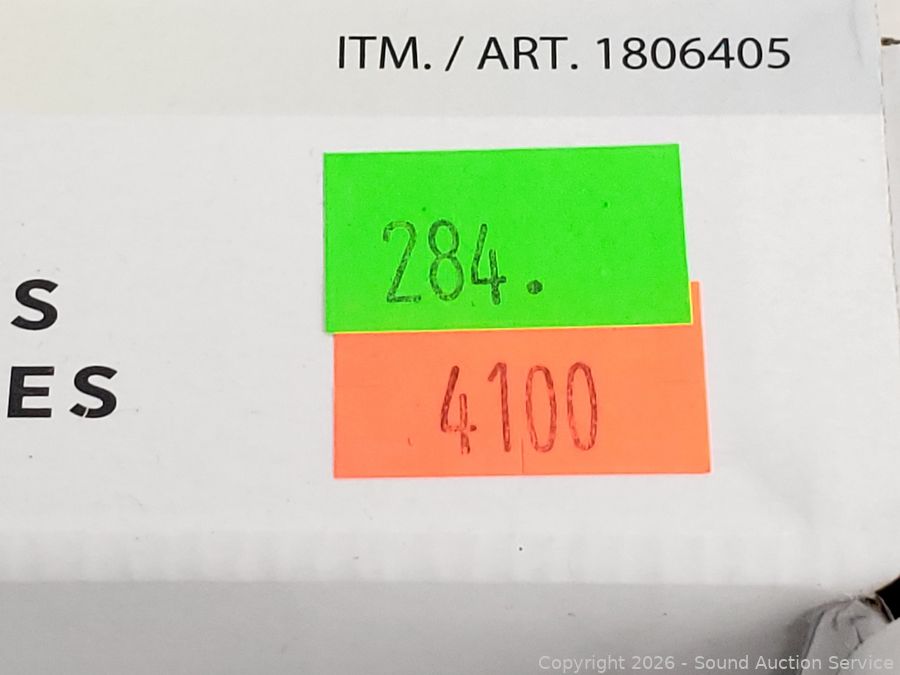 ITM. / ART. 1806405
284.
S
4100
ES
Copyright 2026 - Sound Auction Service